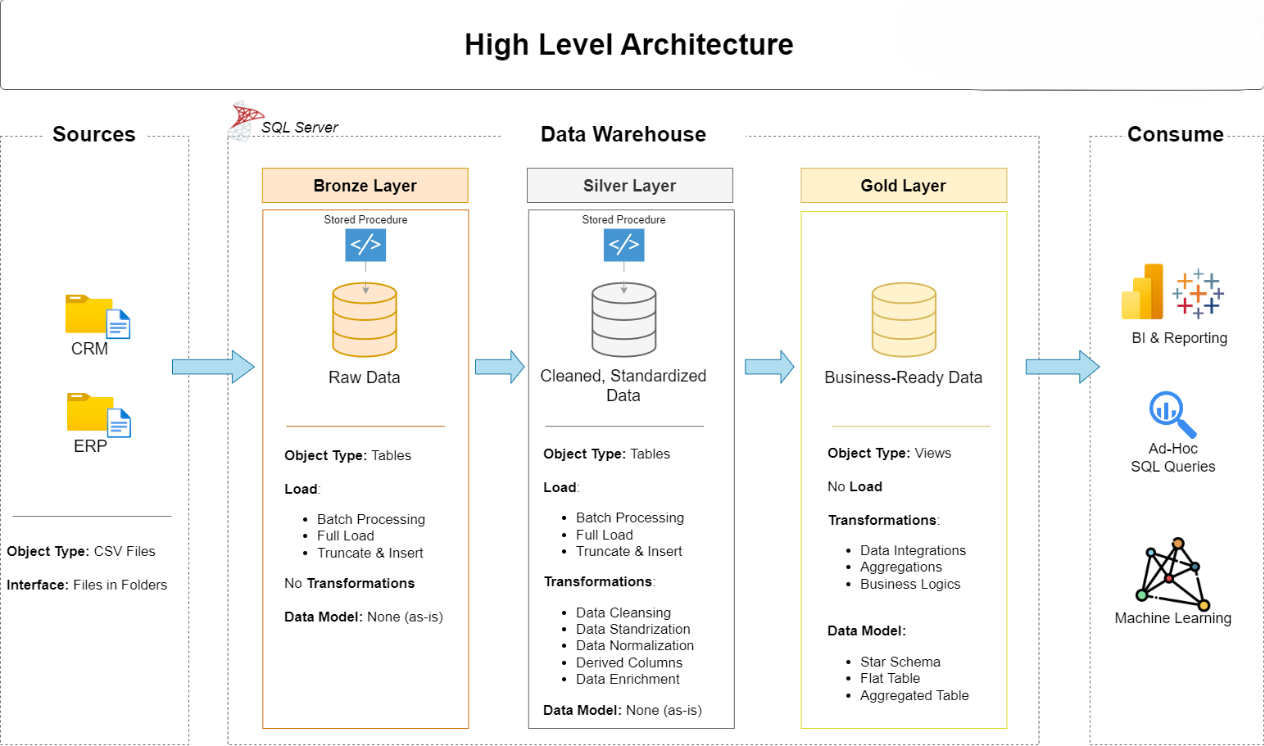 High Level Architecture
Sources
CRM
ERP
Object Type: CSV Files
Interface: Files in Folders
SQL Server
Data Warehouse
Bronze Layer
Stored Procedure
</>
Raw Data
Object Type: Tables
Load:
• Batch Processing
• Full Load
• Truncate & Insert
No Transformations
Data Model: None (as-is)
Silver Layer
Stored Procedure
</>
Cleaned, Standardized
Data
Object Type: Tables
Load:
• Batch Processing
• Full Load
• Truncate & Insert
Transformations:
• Data Cleansing
• Data Standrization
• Data Normalization
• Derived Columns
• Data Enrichment
Data Model: None (as-is)
Gold Layer
Business-Ready Data
Object Type: Views
No Load
Transformations:
• Data Integrations
• Aggregations
• Business Logics
Data Model:
• Star Schema
• Flat Table
• Aggregated Table
Consume
BI & Reporting
Ad-Hoc
SQL Queries
Machine Learning